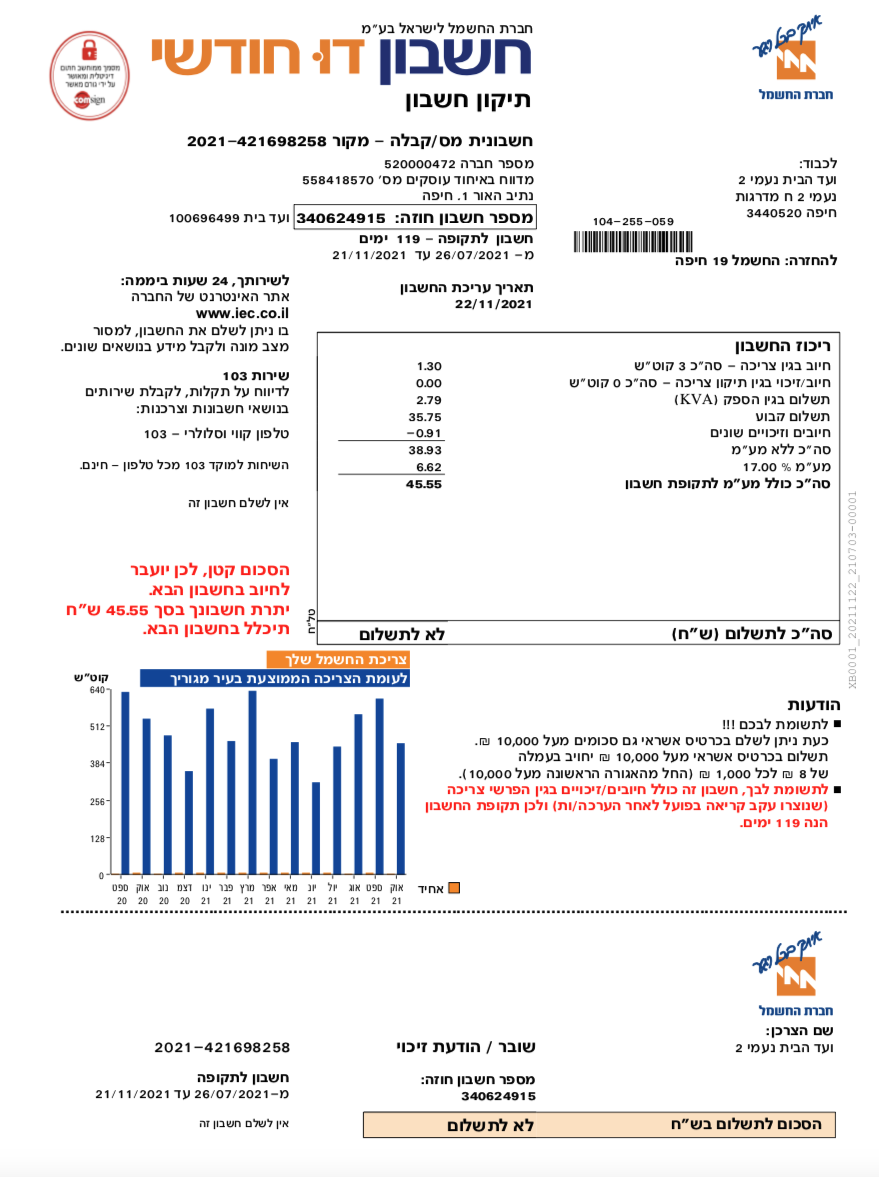 חברת החשמל לישראל בע״מ
חשבון דו חודשי
תיקון חשבון
מסמך ממוחשב חתום
דיגיטלית ומאושר
על ידי גורם מאשר
comsign
חברת החשמל
חשבונית מס/קבלה – מקור 2021–421698258
מספר חברה 520000472
מדווח באיחוד עוסקים מס׳ 558418570
נתיב האור 1. חיפה
מספר חשבון חוזה: 340624915
ועד בית 100696499
חשבון לתקופה – 119 ימים
מ– 26/07/2021 עד 21/11/2021
לכבוד:
ועד הבית נעמי 2
נעמי 2 ח מדרגות
חיפה 3440520
104–255–059
להחזרה: החשמל 19 חיפה
תאריך עריכת החשבון
22/11/2021
לשירותך, 24 שעות ביממה:
אתר האינטרנט של החברה
www.iec.co.il
בו ניתן לשלם את החשבון, למסור
מצב מונה ולקבל מידע בנושאים שונים.
שירות 103
לדיווח על תקלות, לקבלת שירותים
בנושאי חשבונות וצרכנות:
טלפון קווי וסלולרי – 103
השיחות למוקד 103 מכל טלפון – חינם.
אין לשלם חשבון זה
ריכוז החשבון
חיוב בגין צריכה – סה״כ 3 קוט״ש 1.30
חיוב/זיכוי בגין תיקון צריכה – סה״כ 0 קוט״ש 0.00
תשלום בגין הספק (KVA) 2.79
תשלום קבוע 35.75
חיובים וזיכויים שונים –0.91
סה״כ ללא מע״מ 38.93
מע״מ % 17.00 6.62
סה״כ כולל מע״מ לתקופת חשבון 45.55
סה״כ לתשלום (ש״ח) לא לתשלום
טל״ח
XB0001_20211122_210703-00001
הסכום קטן, לכן יועבר
לחיוב בחשבון הבא.
יתרת חשבונך בסך 45.55 ש״ח
תיכלל בחשבון הבא.
צריכת החשמל שלך
לעומת הצריכה הממוצעת בעיר מגוריך
קוט״ש
640
512
384
256
128
0
אוק ספט אוג יול יונ מאי אפר מרץ פבר ינו דצמ נוב אוק ספט
21 21 21 21 21 21 21 21 21 21 20 20 20 20
אחיד
הודעות
לתשומת לבכם !!!
כעת ניתן לשלם בכרטיס אשראי גם סכומים מעל 10,000 ₪.
תשלום בכרטיס אשראי מעל 10,000 ₪ יחויב בעמלה
של 8 ₪ לכל 1,000 ₪ (החל מהאגורה הראשונה מעל 10,000).
לתשומת לבך, חשבון זה כולל חיובים/זיכויים בגין הפרשי צריכה
(שנוצרו עקב קריאה בפועל לאחר הערכה/ות) ולכן תקופת החשבון
הנה 119 ימים.
חברת החשמל
שם הצרכן:
ועד הבית נעמי 2
שובר / הודעת זיכוי
2021–421698258
מספר חשבון חוזה:
340624915
חשבון לתקופה
מ–26/07/2021 עד 21/11/2021
הסכום לתשלום בש״ח לא לתשלום
אין לשלם חשבון זה